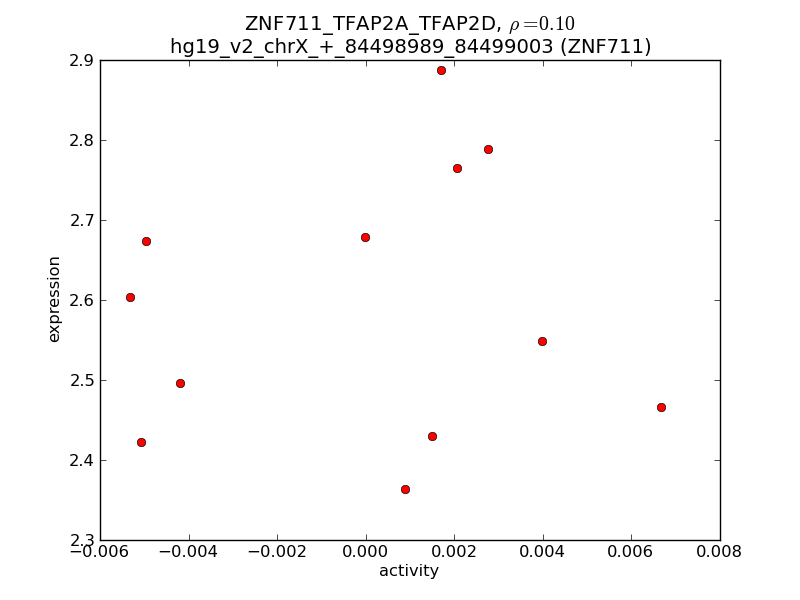 ZNF711_TFAP2A_TFAP2D, ρ=0.10
hg19_v2_chrX_+_84498989_84499003 (ZNF711)
2.9
2.8
2.7
2.6
2.5
2.4
2.3
expression
−0.006 −0.004 −0.002 0.000 0.002 0.004 0.006 0.008
activity